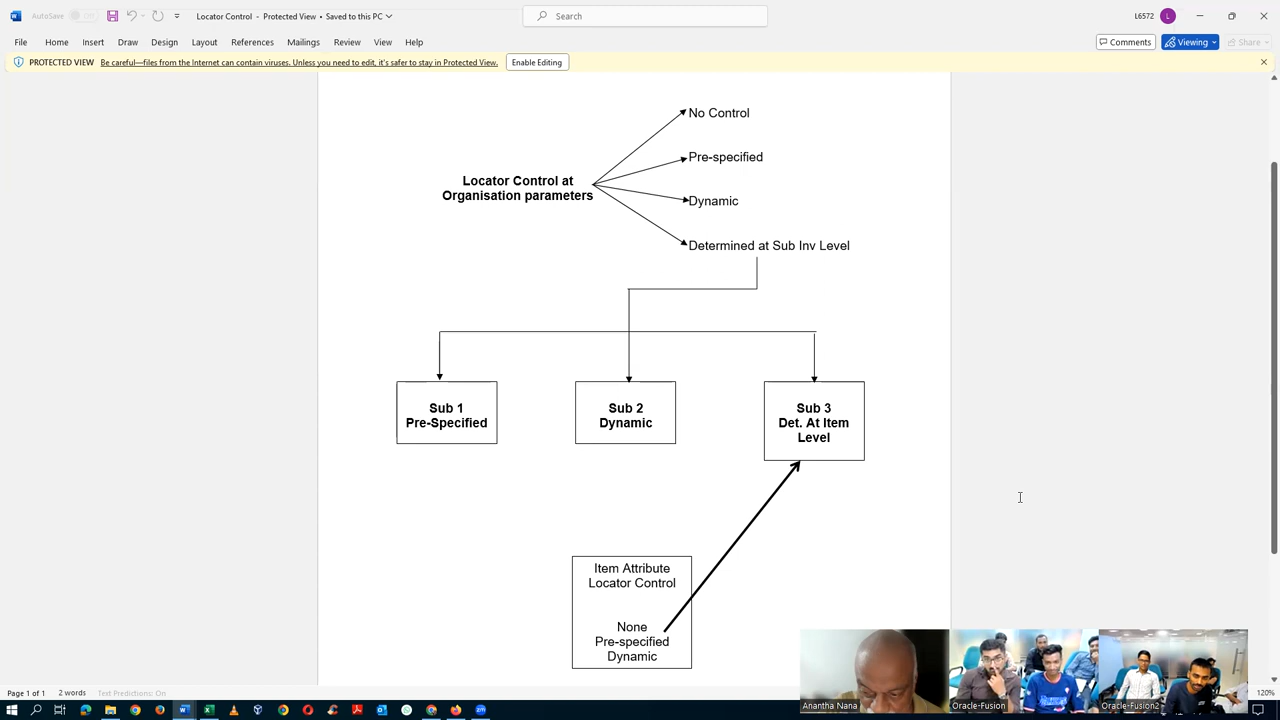 AutoSave
Locator Control - Protected View • Saved to this PC
Search
L6572
L
File Home Insert Draw Design Layout References Mailings Review View Help
Comments
Viewing
Share
PROTECTED VIEW Be careful—files from the Internet can contain viruses. Unless you need to edit, it's safer to stay in Protected View.
Enable Editing
No Control
Pre-specified
Locator Control at
Organisation parameters
Dynamic
Determined at Sub Inv Level
Sub 1
Pre-Specified
Sub 2
Dynamic
Sub 3
Det. At Item
Level
Item Attribute
Locator Control
None
Pre-specified
Dynamic
Anantha Nana
Oracle-Fusion
Oracle-Fusion2
Page 1 of 1 2 words Text Predictions: On
120%